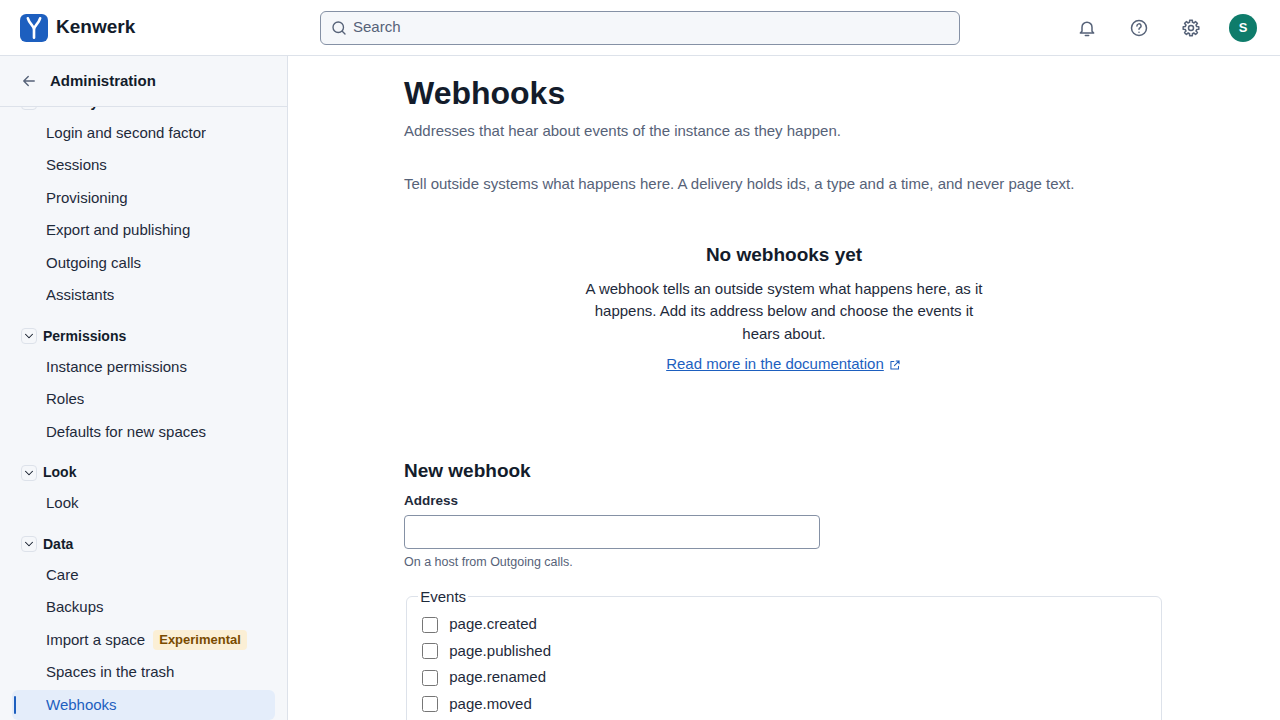 Kenwerk
Search
S
Administration
Login and second factor
Sessions
Provisioning
Export and publishing
Outgoing calls
Assistants
Permissions
Instance permissions
Roles
Defaults for new spaces
Look
Look
Data
Care
Backups
Import a space Experimental
Spaces in the trash
Webhooks
Webhooks
Addresses that hear about events of the instance as they happen.
Tell outside systems what happens here. A delivery holds ids, a type and a time, and never page text.
No webhooks yet
A webhook tells an outside system what happens here, as it
happens. Add its address below and choose the events it
hears about.
Read more in the documentation
New webhook
Address
On a host from Outgoing calls.
Events
page.created
page.published
page.renamed
page.moved